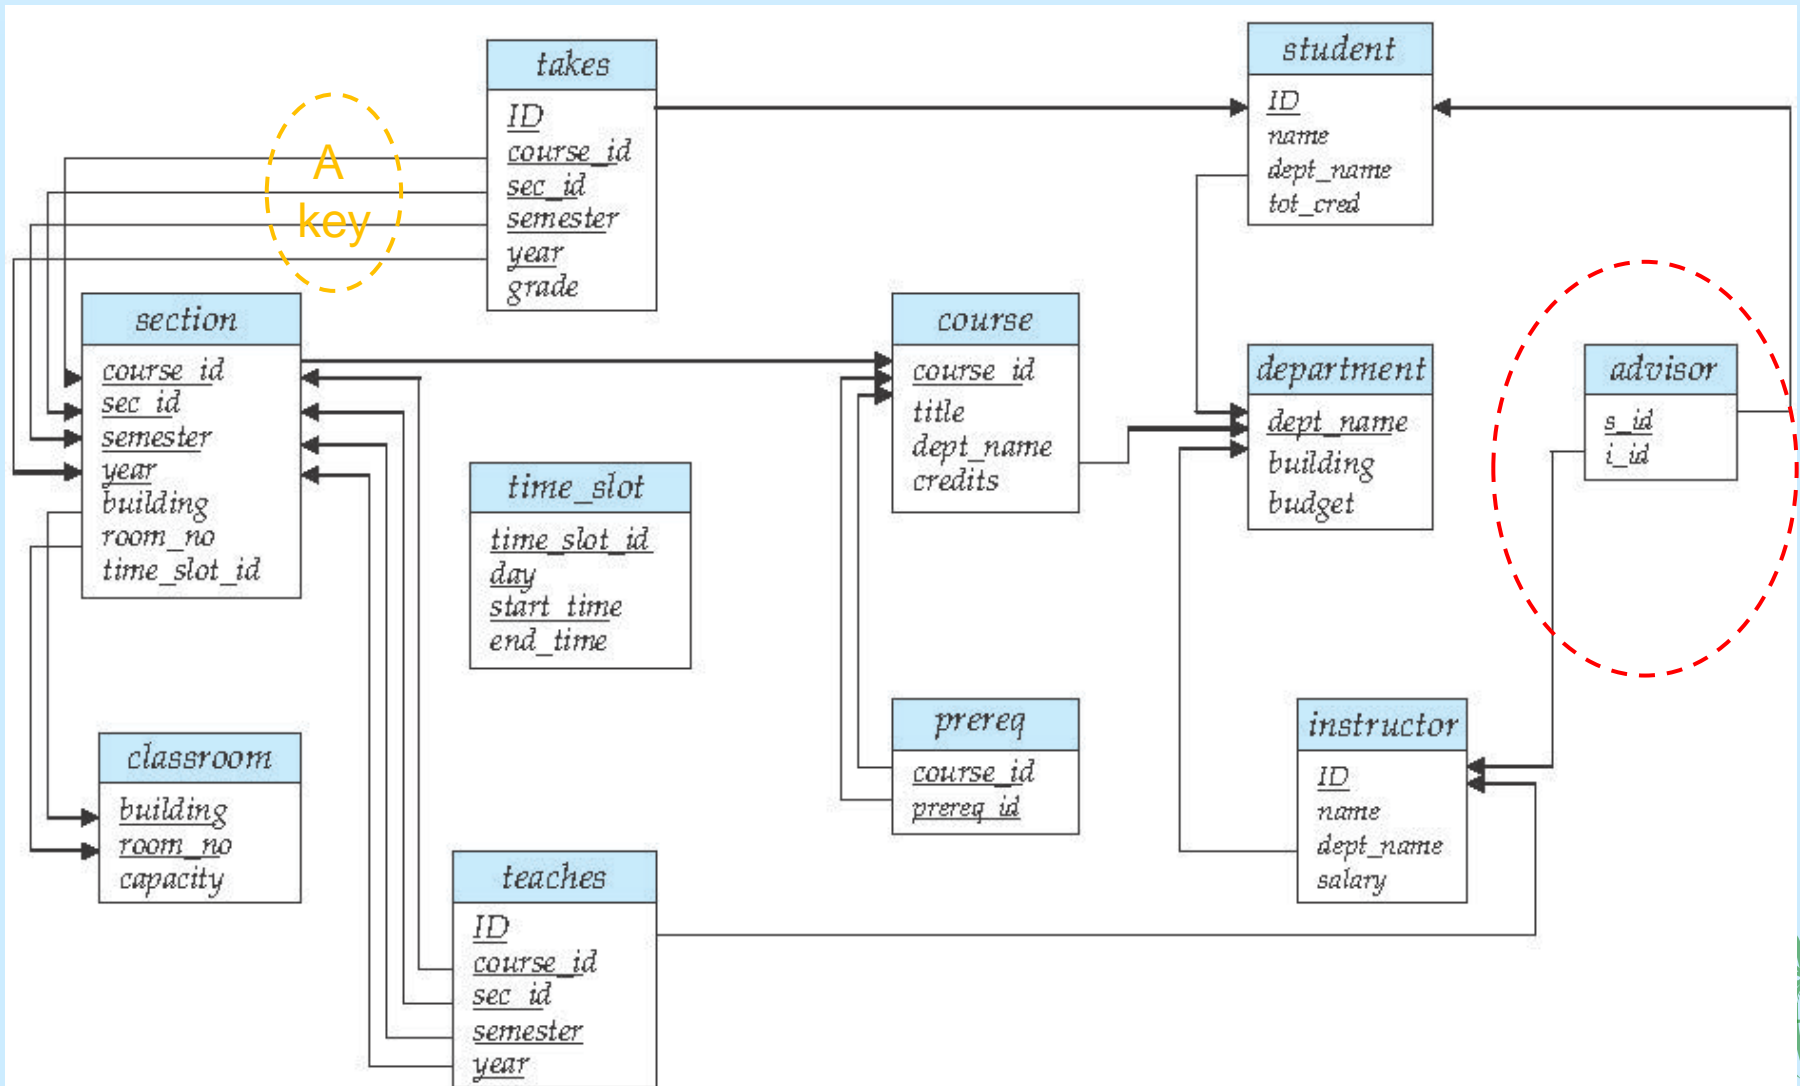 takes
ID
course_id
sec_id
semester
year
grade
student
ID
name
dept_name
tot_cred
A
key
section
course_id
sec_id
semester
year
building
room_no
time_slot_id
course
course_id
title
dept_name
credits
department
dept_name
building
budget
advisor
s_id
i_id
time_slot
time_slot_id
day
start_time
end_time
prereq
course_id
prereq_id
instructor
ID
name
dept_name
salary
classroom
building
room_no
capacity
teaches
ID
course_id
sec_id
semester
year